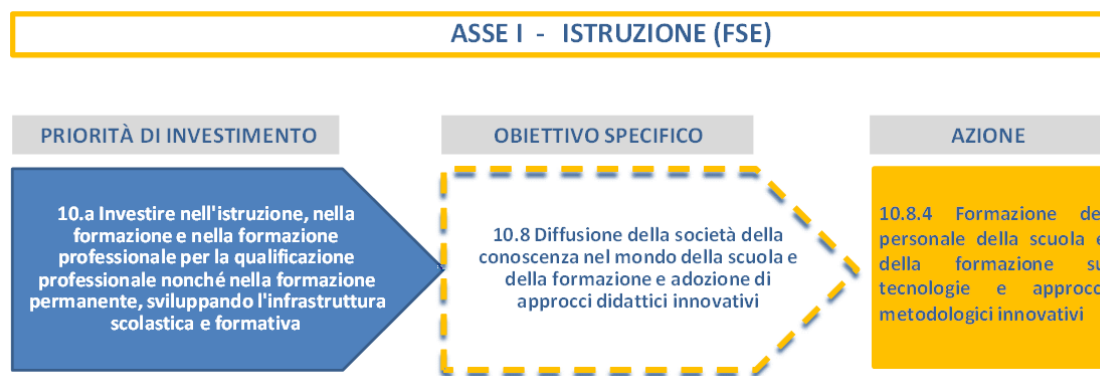 ASSE I - ISTRUZIONE (FSE)
PRIORITÀ DI INVESTIMENTO
OBIETTIVO SPECIFICO
AZIONE
10.a Investire nell'istruzione, nella
formazione e nella formazione
professionale per la qualificazione
professionale nonché nella formazione
permanente, sviluppando l'infrastruttura
scolastica e formativa
10.8 Diffusione della società della
conoscenza nel mondo della scuola e
della formazione e adozione di
approcci didattici innovativi
10.8.4 Formazione
personale della scuola e
della formazione
tecnologie e
metodologici innovativi